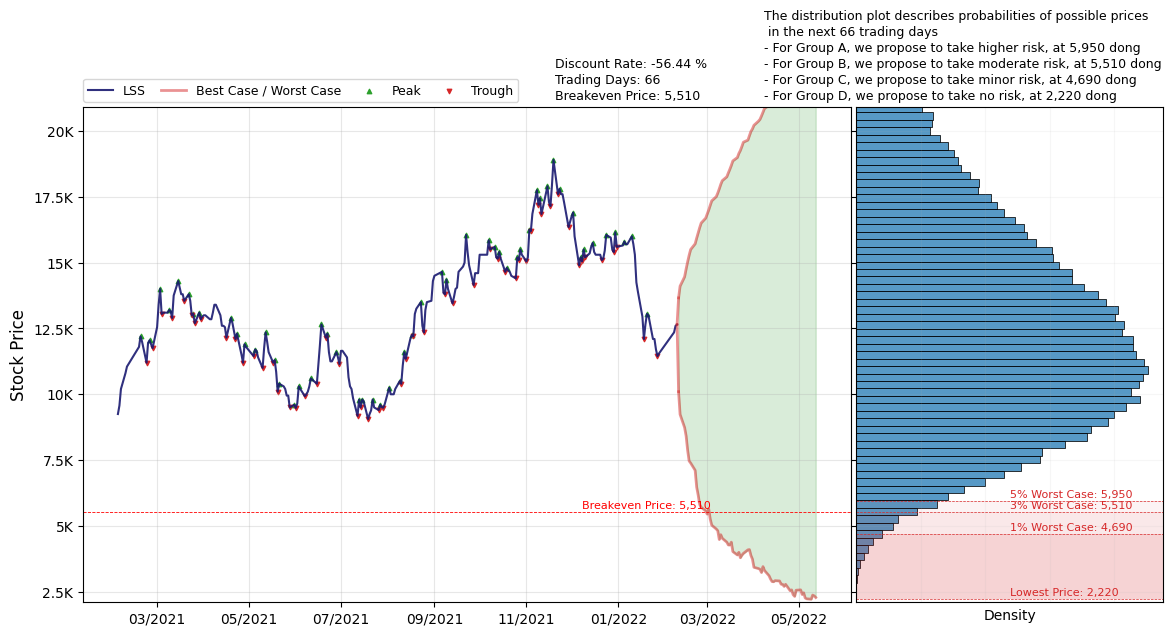 The distribution plot describes probabilities of possible prices
in the next 66 trading days
- For Group A, we propose to take higher risk, at 5,950 dong
- For Group B, we propose to take moderate risk, at 5,510 dong
- For Group C, we propose to take minor risk, at 4,690 dong
- For Group D, we propose to take no risk, at 2,220 dong
Discount Rate: -56.44 %
Trading Days: 66
Breakeven Price: 5,510
LSS
Best Case / Worst Case
Peak
Trough
Stock Price
20K
17.5K
15K
12.5K
10K
7.5K
5K
2.5K
Breakeven Price: 5,510
03/2021
05/2021
07/2021
09/2021
11/2021
01/2022
03/2022
05/2022
5% Worst Case: 5,950
3% Worst Case: 5,510
1% Worst Case: 4,690
Lowest Price: 2,220
Density